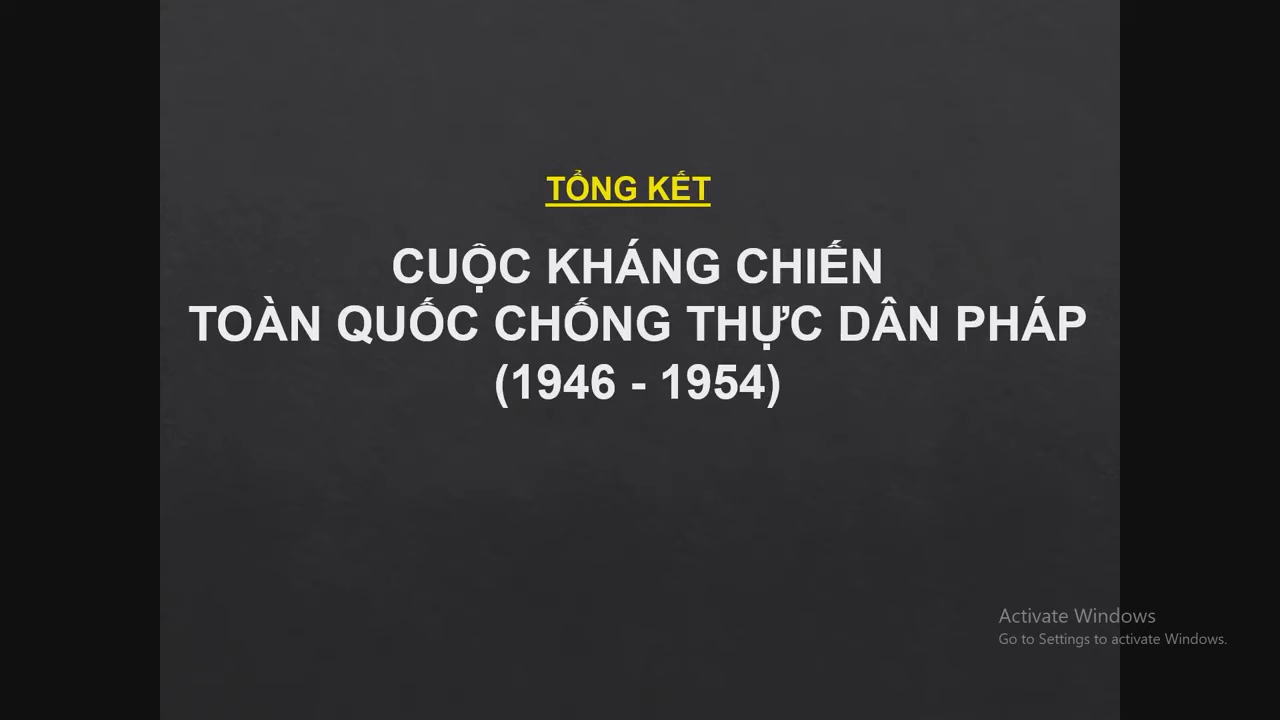 TỔNG KẾT
CUỘC KHÁNG CHIẾN
TOÀN QUỐC CHỐNG THỰC DÂN PHÁP
(1946 - 1954)
Activate Windows
Go to Settings to activate Windows.